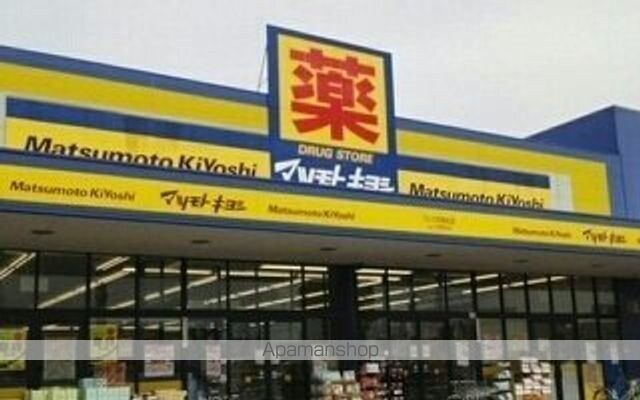 薬
DRUG STORE
マツモトキヨシ
Matsumoto KiYoshi
Matsumoto KiYoshi
Matsumoto KiYoshi
マツモトキヨシ
Matsumoto KiYoshi
Matsumoto KiYoshi
マツモトキヨシ
Apamanshop